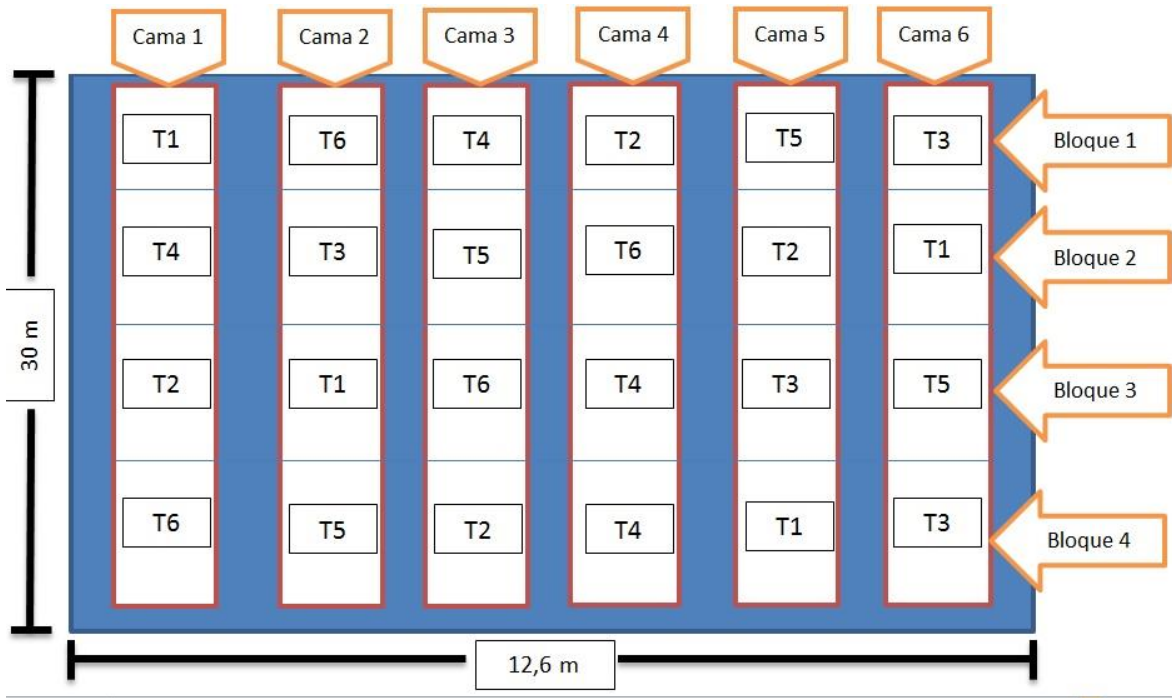 Cama 1
Cama 2
Cama 3
Cama 4
Cama 5
Cama 6
T1
T6
T4
T2
T5
T3
Bloque 1
T4
T3
T5
T6
T2
T1
Bloque 2
30 m
T2
T1
T6
T4
T3
T5
Bloque 3
T6
T5
T2
T4
T1
T3
Bloque 4
12,6 m